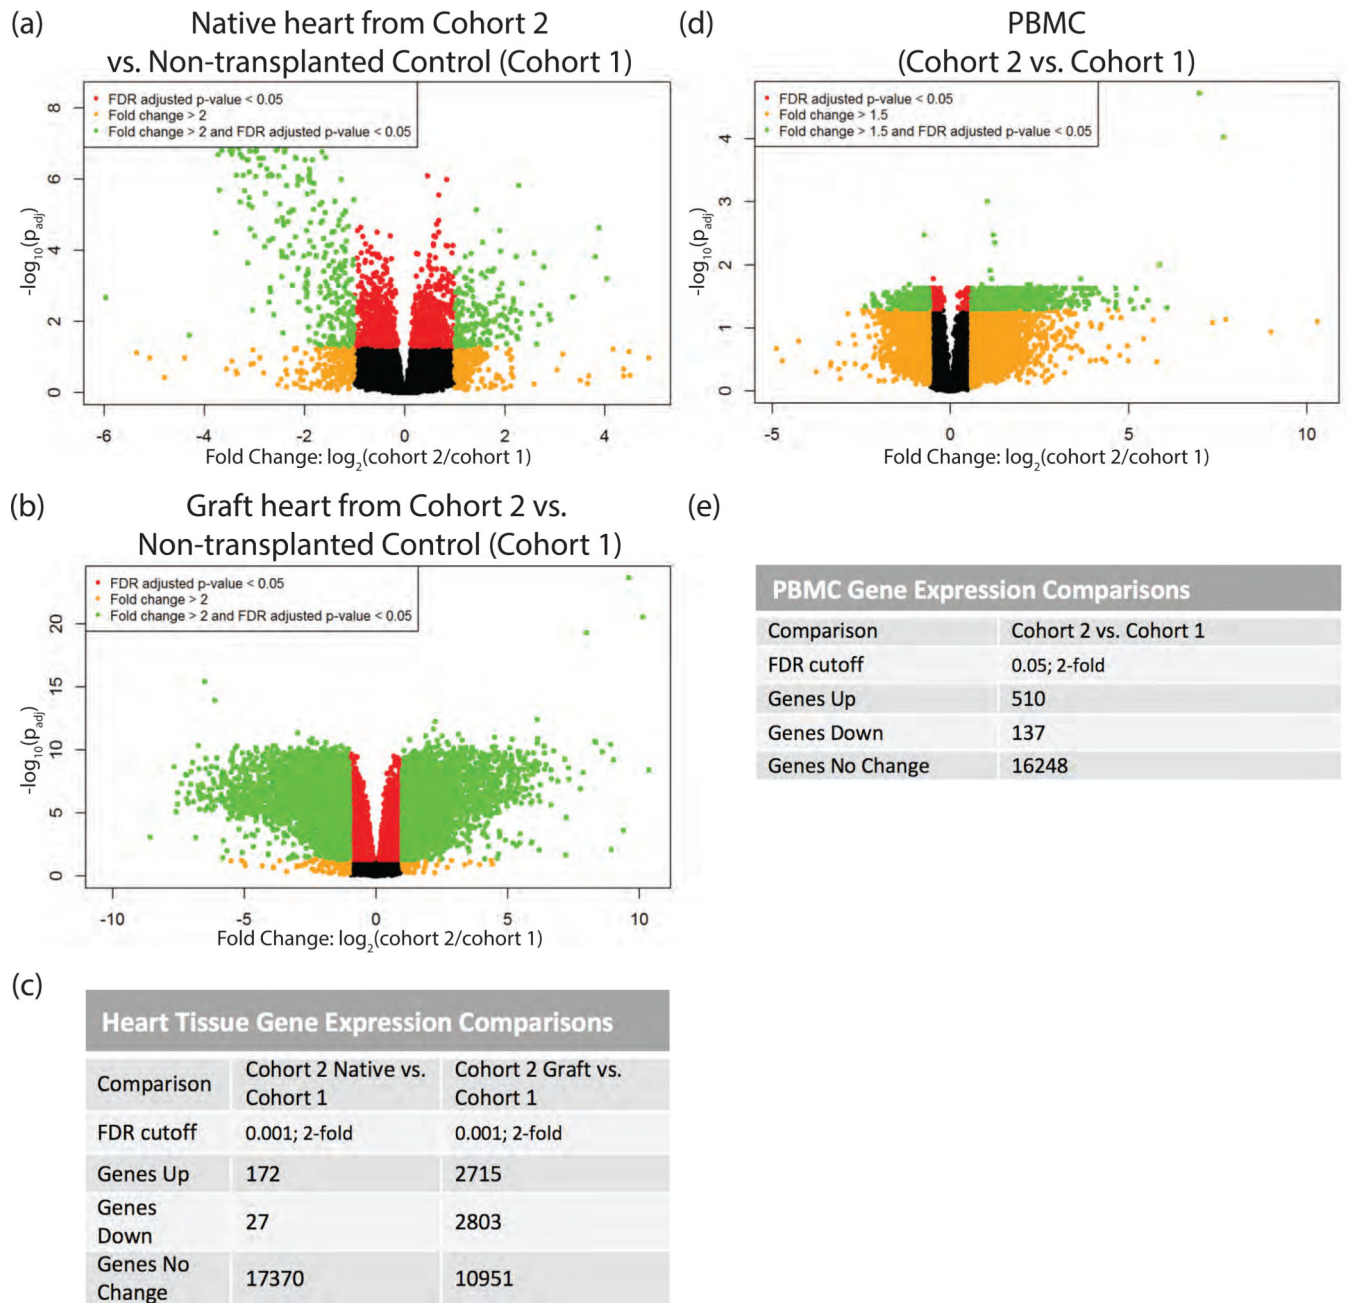 (a)
Native heart from Cohort 2
vs. Non-transplanted Control (Cohort 1)
FDR adjusted p-value < 0.05
Fold change > 2
Fold change > 2 and FDR adjusted p-value < 0.05
-log10(padj)
8
6
4
2
0
-6
-4
-2
0
2
4
Fold Change: log2(cohort 2/cohort 1)
(d)
PBMC
(Cohort 2 vs. Cohort 1)
FDR adjusted p-value < 0.05
Fold change > 1.5
Fold change > 1.5 and FDR adjusted p-value < 0.05
-log10(padj)
4
3
2
1
0
-5
0
5
10
Fold Change: log2(cohort 2/cohort 1)
(b)
Graft heart from Cohort 2 vs.
Non-transplanted Control (Cohort 1)
FDR adjusted p-value < 0.05
Fold change > 2
Fold change > 2 and FDR adjusted p-value < 0.05
-log10(padj)
20
15
10
5
0
-10
-5
0
5
10
Fold Change: log2(cohort 2/cohort 1)
(e)
PBMC Gene Expression Comparisons
Comparison Cohort 2 vs. Cohort 1
FDR cutoff 0.05; 2-fold
Genes Up 510
Genes Down 137
Genes No Change 16248
(c)
Heart Tissue Gene Expression Comparisons
Comparison Cohort 2 Native vs. Cohort 1 Cohort 2 Graft vs. Cohort 1
FDR cutoff 0.001; 2-fold 0.001; 2-fold
Genes Up 172 2715
Genes Down 27 2803
Genes No Change 17370 10951